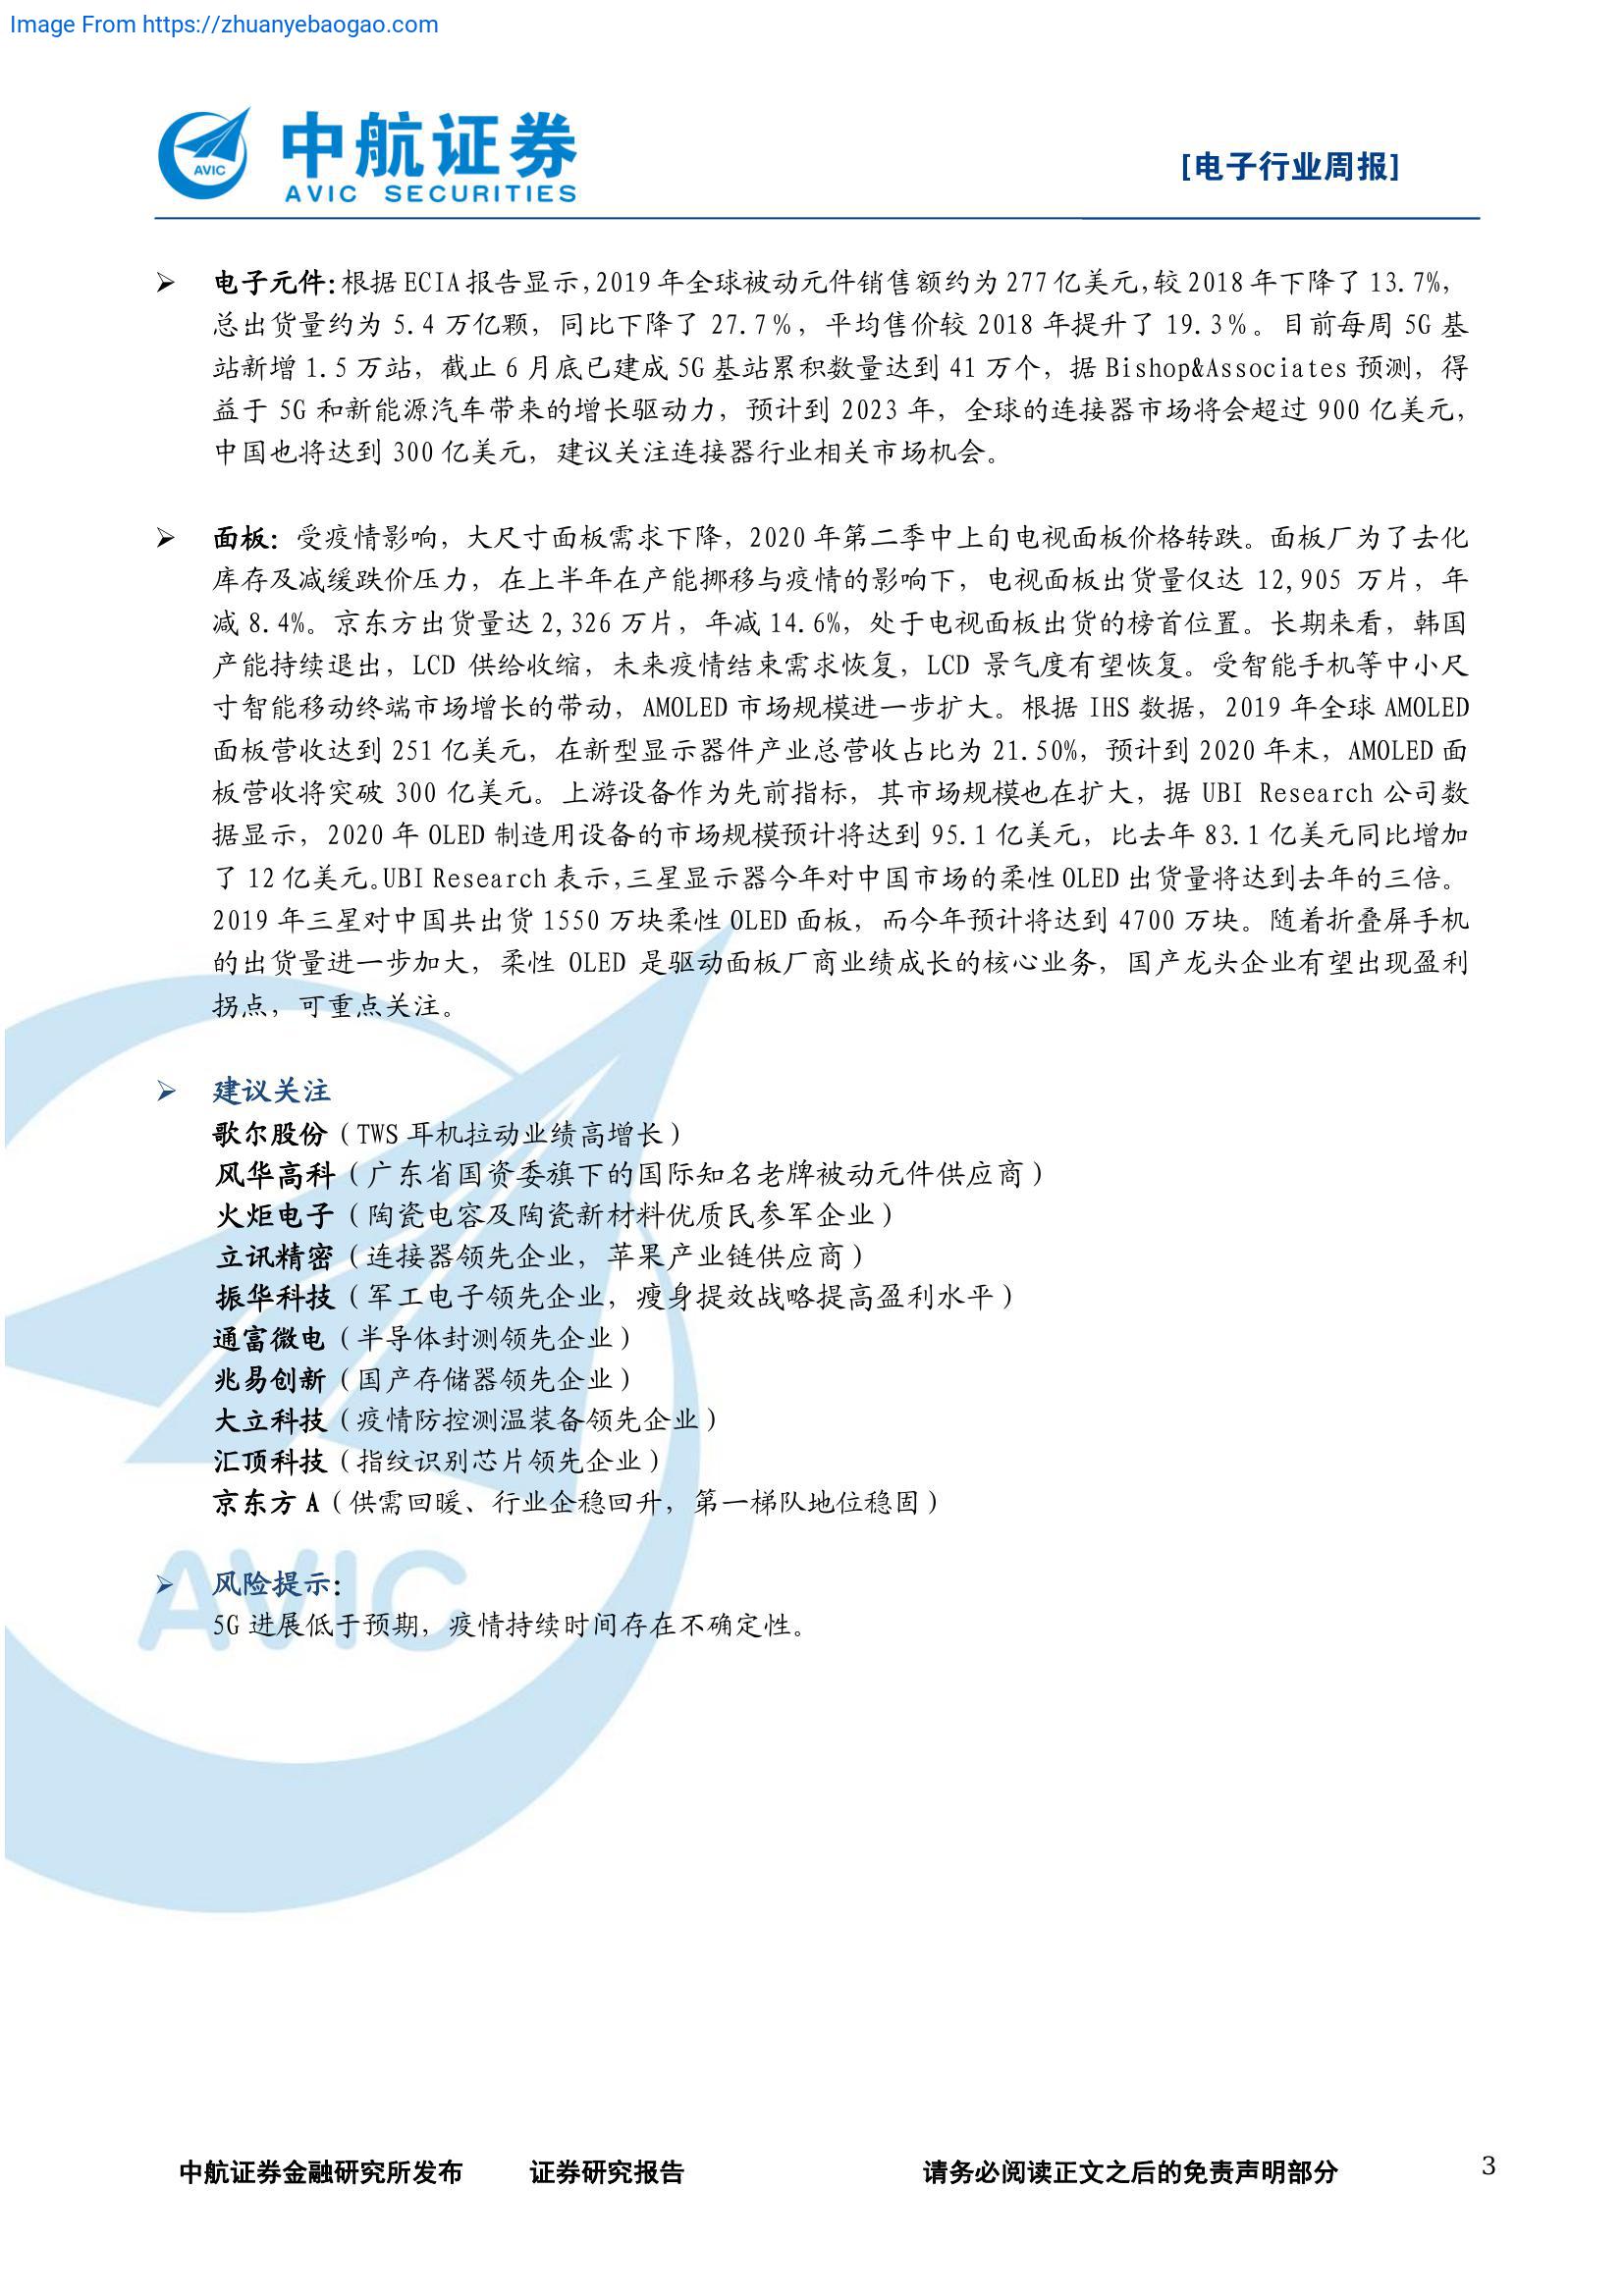 Image From https://zhuanyebaogao.com
中航证券
AVIC
AVIC SECURITIES
[电子行业周报]
➢ 电子元件:根据ECIA报告显示,2019年全球被动元件销售额约为277亿美元,较2018年下降了13.7%,
总出货量约为 5.4 万亿颗，同比下降了 27.7%，平均售价较 2018 年提升了 19.3%。目前每周 5G 基
站新增 1.5 万站，截止 6 月底已建成 5G 基站累积数量达到 41 万个，据 Bishop&Associates 预测，得
益于 5G 和新能源汽车带来的增长驱动力，预计到 2023 年，全球的连接器市场将会超过 900 亿美元，
中国也将达到 300 亿美元，建议关注连接器行业相关市场机会。
➢ 面板：受疫情影响，大尺寸面板需求下降，2020 年第二季中上旬电视面板价格转跌。面板厂为了去化
库存及减缓跌价压力，在上半年在产能挪移与疫情的影响下，电视面板出货量仅达 12,905 万片，年
减 8.4%。京东方出货量达 2,326 万片，年减 14.6%，处于电视面板出货的榜首位置。长期来看，韩国
产能持续退出，LCD 供给收缩，未来疫情结束需求恢复，LCD 景气度有望恢复。受智能手机等中小尺
寸智能移动终端市场增长的带动，AMOLED 市场规模进一步扩大。根据 IHS 数据，2019 年全球 AMOLED
面板营收达到 251 亿美元，在新型显示器件产业总营收占比为 21.50%，预计到 2020 年末，AMOLED 面
板营收将突破 300 亿美元。上游设备作为先前指标，其市场规模也在扩大，据 UBI Research 公司数
据显示，2020 年 OLED 制造用设备的市场规模预计将达到 95.1 亿美元，比去年 83.1 亿美元同比增加
了 12 亿美元。UBI Research 表示，三星显示器今年对中国市场的柔性 OLED 出货量将达到去年的三倍。
2019 年三星对中国共出货 1550 万块柔性 OLED 面板，而今年预计将达到 4700 万块。随着折叠屏手机
的出货量进一步加大，柔性 OLED 是驱动面板厂商业绩成长的核心业务，国产龙头企业有望出现盈利
拐点，可重点关注。
➢ 建议关注
歌尔股份（TWS 耳机拉动业绩高增长）
风华高科（广东省国资委旗下的国际知名老牌被动元件供应商）
火炬电子（陶瓷电容及陶瓷新材料优质民参军企业）
立讯精密（连接器领先企业，苹果产业链供应商）
振华科技（军工电子领先企业，瘦身提效战略提高盈利水平）
通富微电（半导体封测领先企业）
兆易创新（国产存储器领先企业）
大立科技（疫情防控测温装备领先企业）
汇顶科技（指纹识别芯片领先企业）
京东方 A（供需回暖、行业企稳回升，第一梯队地位稳固）
AVIC
➢ 风险提示：
5G 进展低于预期，疫情持续时间存在不确定性。
中航证券金融研究所发布 证券研究报告 请务必阅读正文之后的免责声明部分 3